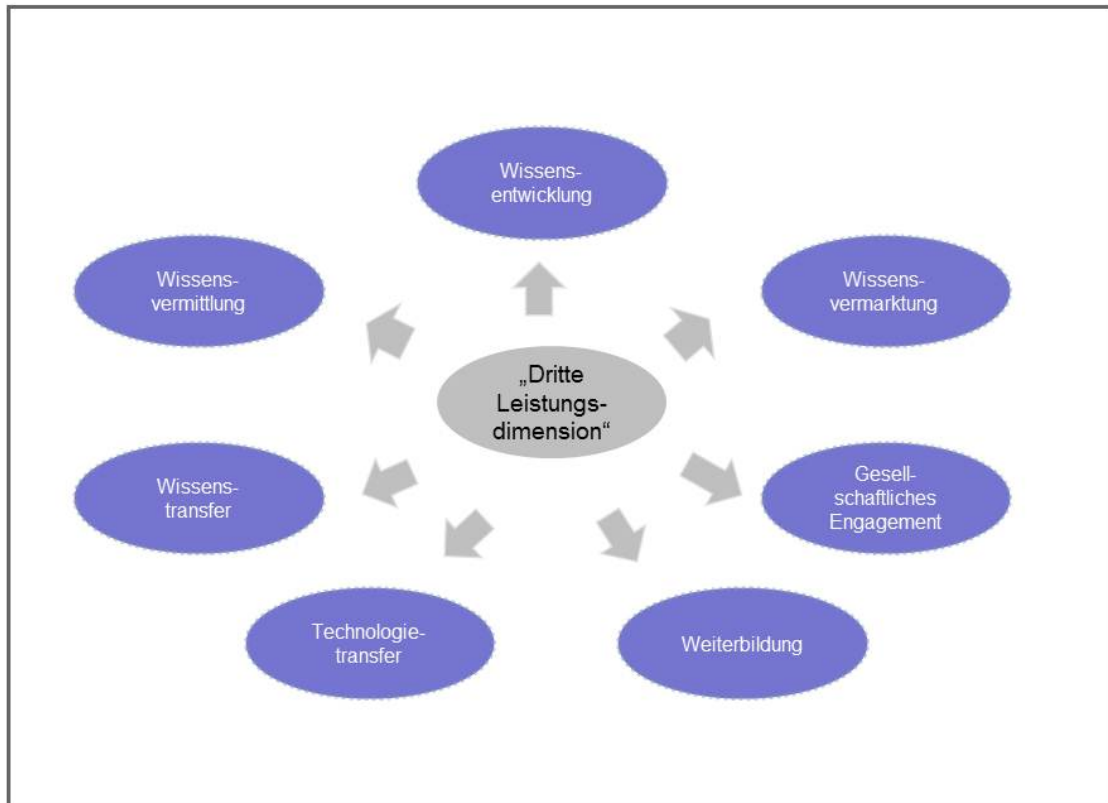 Wissens-
entwicklung
Wissens-
vermittlung
Wissens-
vermarktung
„Dritte
Leistungs-
dimension“
Wissens-
transfer
Gesell-
schaftliches
Engagement
Technologie-
transfer
Weiterbildung